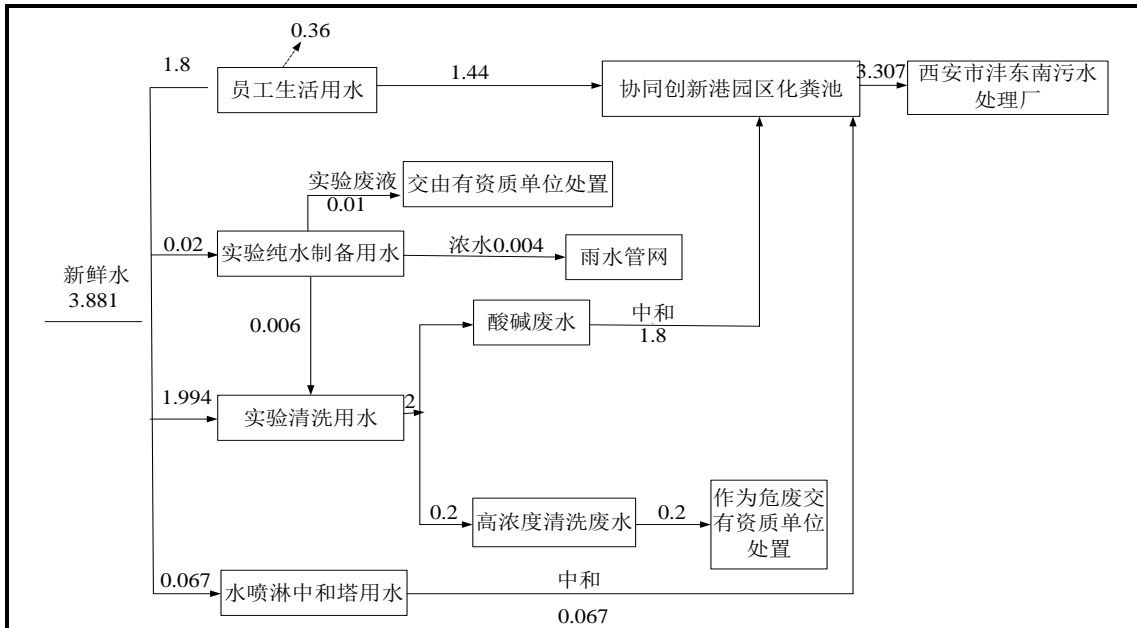 0.36
1.8
员工生活用水
1.44
协同创新港园区化粪池
3.307
西安市沣东南污水
处理厂
实验废液
0.01
交由有资质单位处置
0.02
实验纯水制备用水
浓水0.004
雨水管网
新鲜水
3.881
0.006
酸碱废水
中和
1.8
1.994
实验清洗用水
2
0.2
高浓度清洗废水
0.2
作为危废交
有资质单位
处置
0.067
水喷淋中和塔用水
中和
0.067